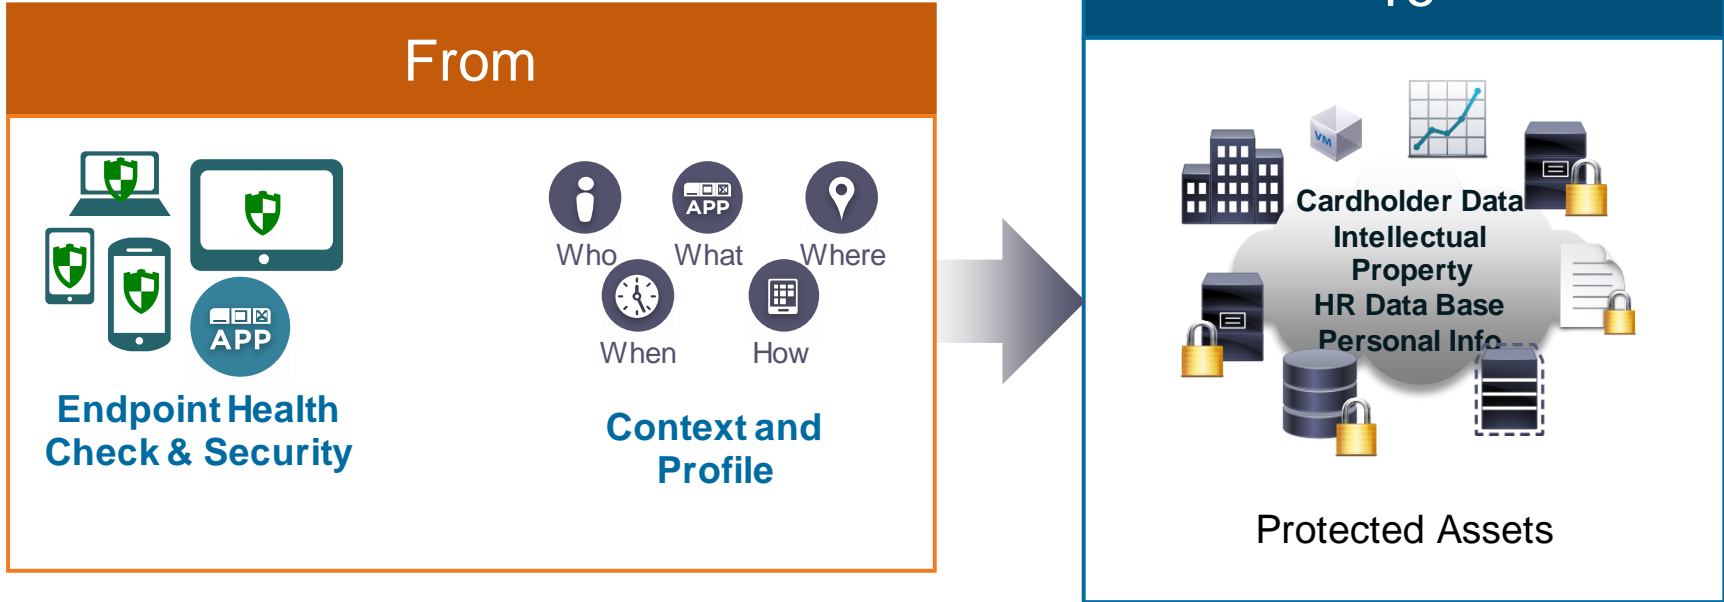 From
To
APP
Who
What
Where
When
How
APP
Endpoint Health
Check & Security
Context and
Profile
VM
Cardholder Data
Intellectual
Property
HR Data Base
Personal Info
Protected Assets